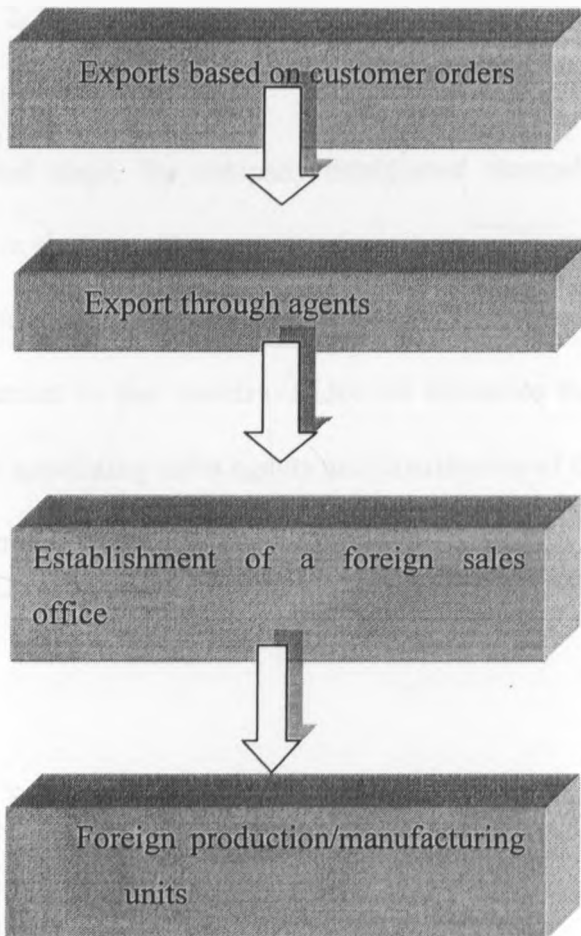 Exports based on customer orders
Export through agents
Establishment of a foreign sales
office
Foreign production/manufacturing
units